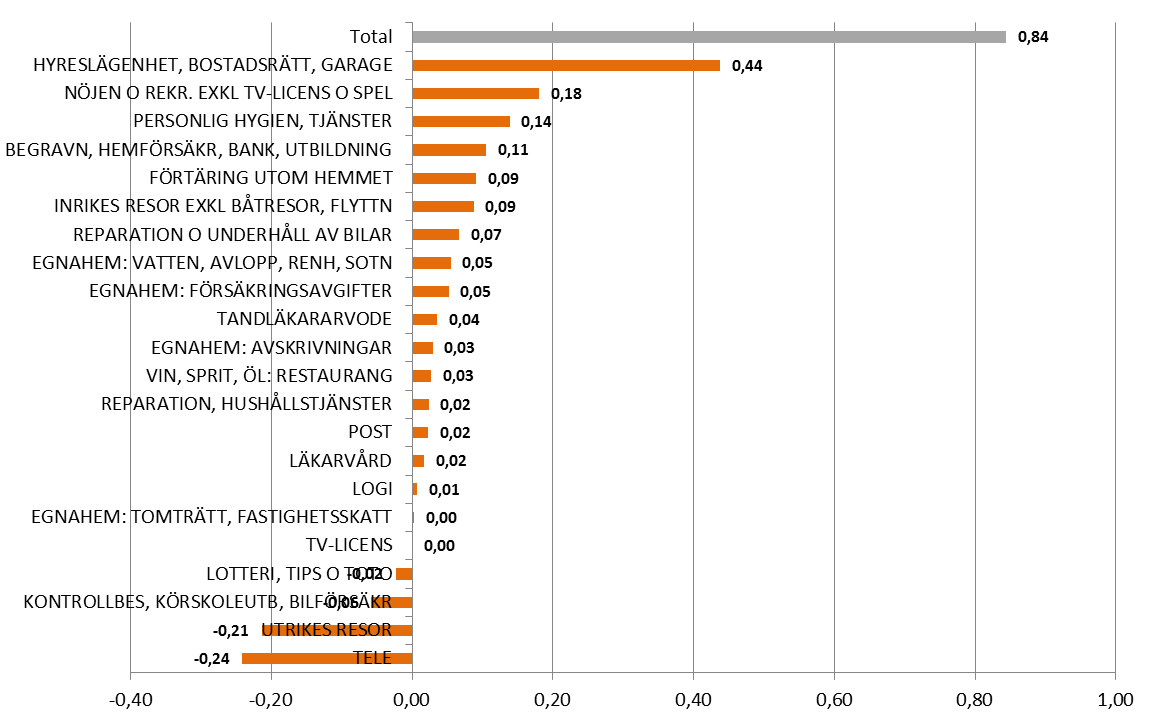 Total 0,84
HYRESLÄGENHET, BOSTADSRÄTT, GARAGE 0,44
NÖJEN O REKR. EXKL TV-LICENS O SPEL 0,18
PERSONLIG HYGIEN, TJÄNSTER 0,14
BEGRAVN, HEMFÖRSÄKR, BANK, UTBILDNING 0,11
FÖRTÄRING UTOM HEMMET 0,09
INRIKES RESOR EXKL BÅTRESOR, FLYTTN 0,09
REPARATION O UNDERHÅLL AV BILAR 0,07
EGNAHEM: VATTEN, AVLOPP, RENH, SOTN 0,05
EGNAHEM: FÖRSÄKRINGSAVGIFTER 0,05
TANDLÄKARARVODE 0,04
EGNAHEM: AVSKRIVNINGAR 0,03
VIN, SPRIT, ÖL: RESTAURANG 0,03
REPARATION, HUSHÅLLSTJÄNSTER 0,02
POST 0,02
LÄKARVÅRD 0,02
LOGI 0,01
EGNAHEM: TOMTRÄTT, FASTIGHETSSKATT 0,00
TV-LICENS 0,00
LOTTERI, TIPS O TOTO -0,02
KONTROLLBES, KÖRSKOLEUTB, BILFÖRSÄKR -0,06
-0,21 UTRIKES RESOR
-0,24 TELE
-0,40 -0,20 0,00 0,20 0,40 0,60 0,80 1,00